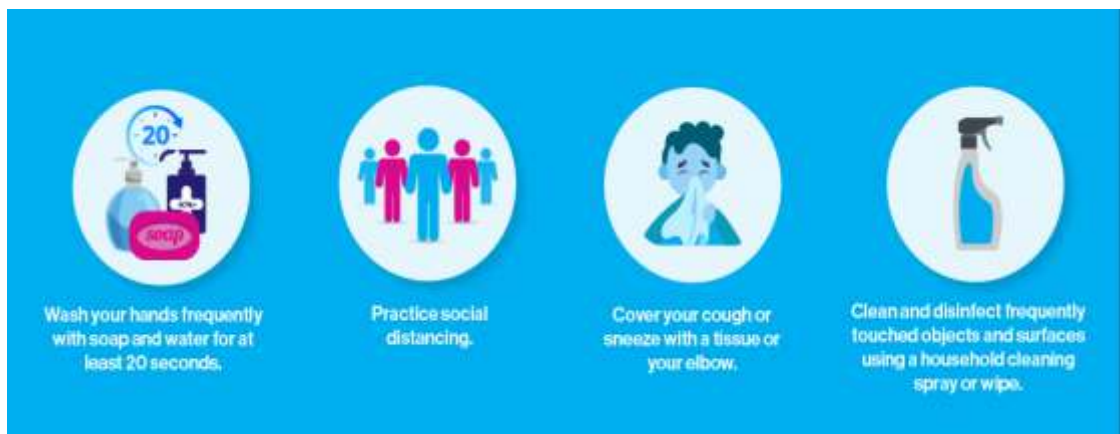 20
soap
Wash your hands frequently
with soap and water for at
least 20 seconds.
Practice social
distancing.
Cover your cough or
sneeze with a tissue or
your elbow.
Clean and disinfect frequently
touched objects and surfaces
using a household cleaning
spray or wipe.